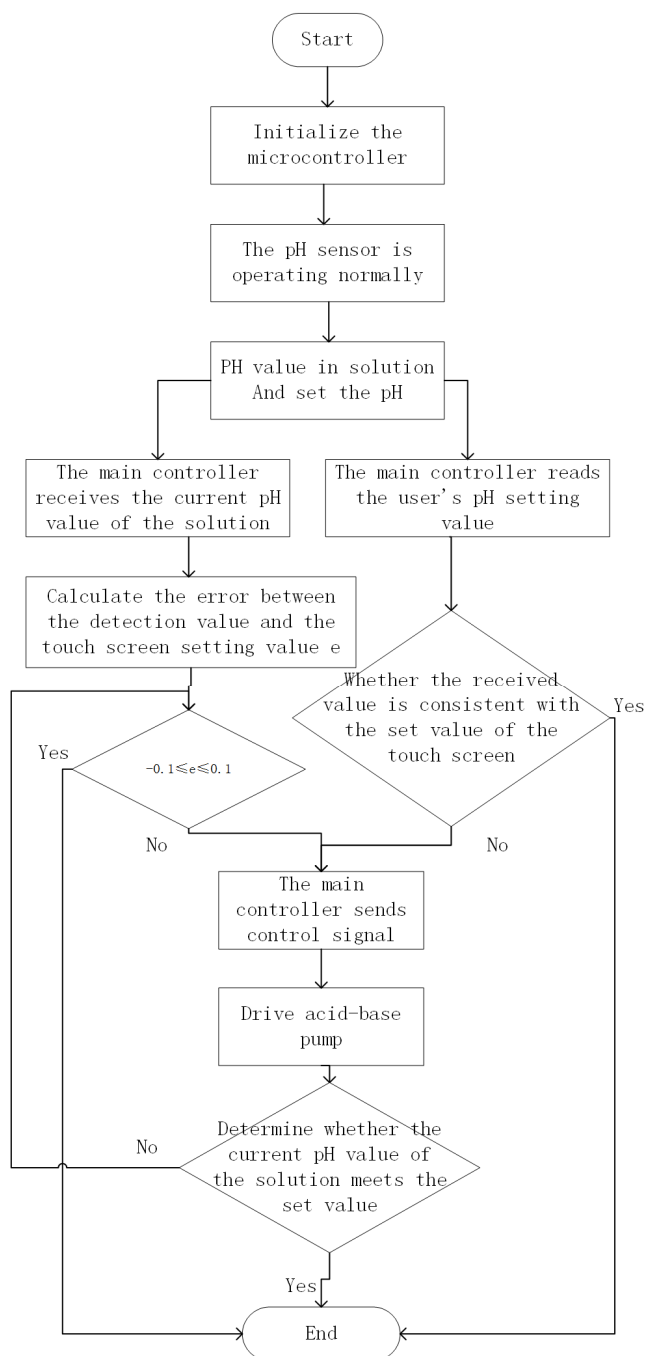 Start
Initialize the
microcontroller
The pH sensor is
operating normally
PH value in solution
And set the pH
The main controller
receives the current pH
value of the solution
The main controller reads
the user's pH setting
value
Calculate the error between
the detection value and the
touch screen setting value e
Whether the received
value is consistent with
the set value of the
touch screen
Yes
Yes
-0.1≤e≤0.1
No
No
The main
controller sends
control signal
Drive acid-base
pump
Determine whether the
current pH value of
the solution meets the
set value
No
Yes
End